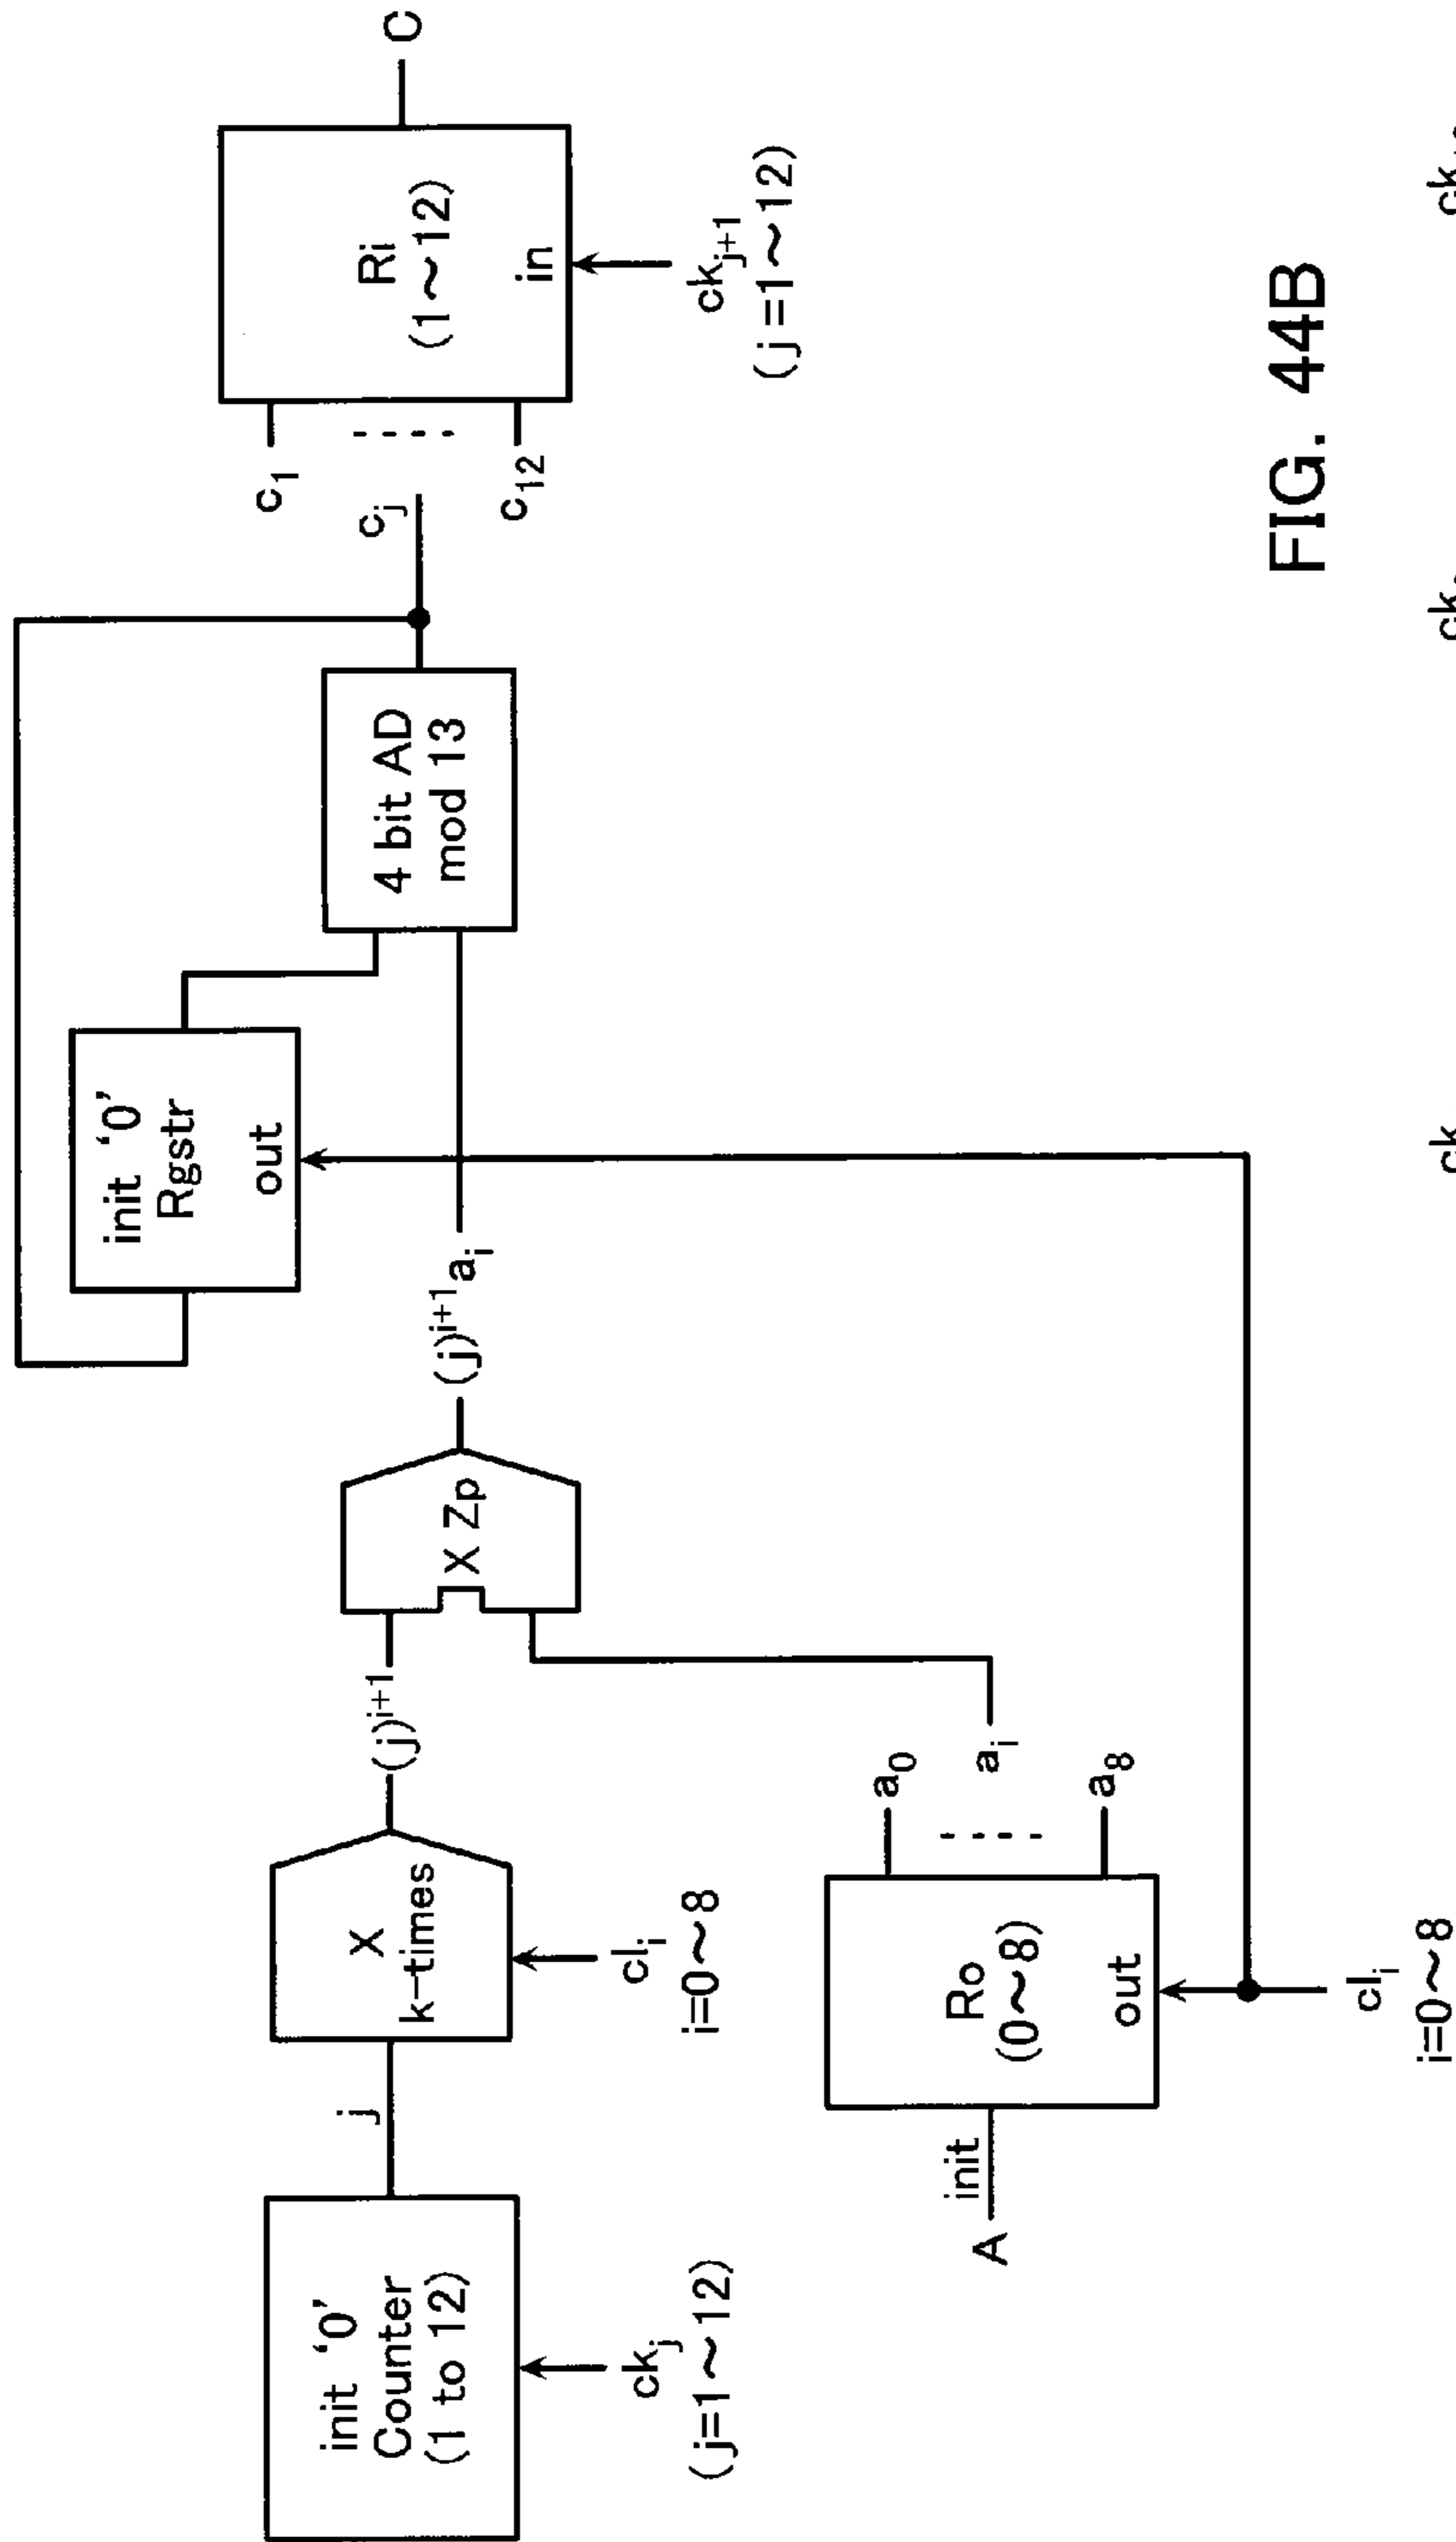 init ‘0’
Counter
(1 to 12)
ck_j
(j=1~12)
j
X
k-times
cl_i
i=0~8
(j)^{i+1}
X Zp
(j)^{i+1} a_i
A
init
Ro
(0~8)
out
a_0
a_i
a_8
cl_i
i=0~8
init ‘0’
Rgstr
out
4 bit AD
mod 13
c_j
c_1
c_{12}
Ri
(1~12)
in
C
ck_{j+1}
(j=1~12)
FIG. 44B
ck
ck
ck